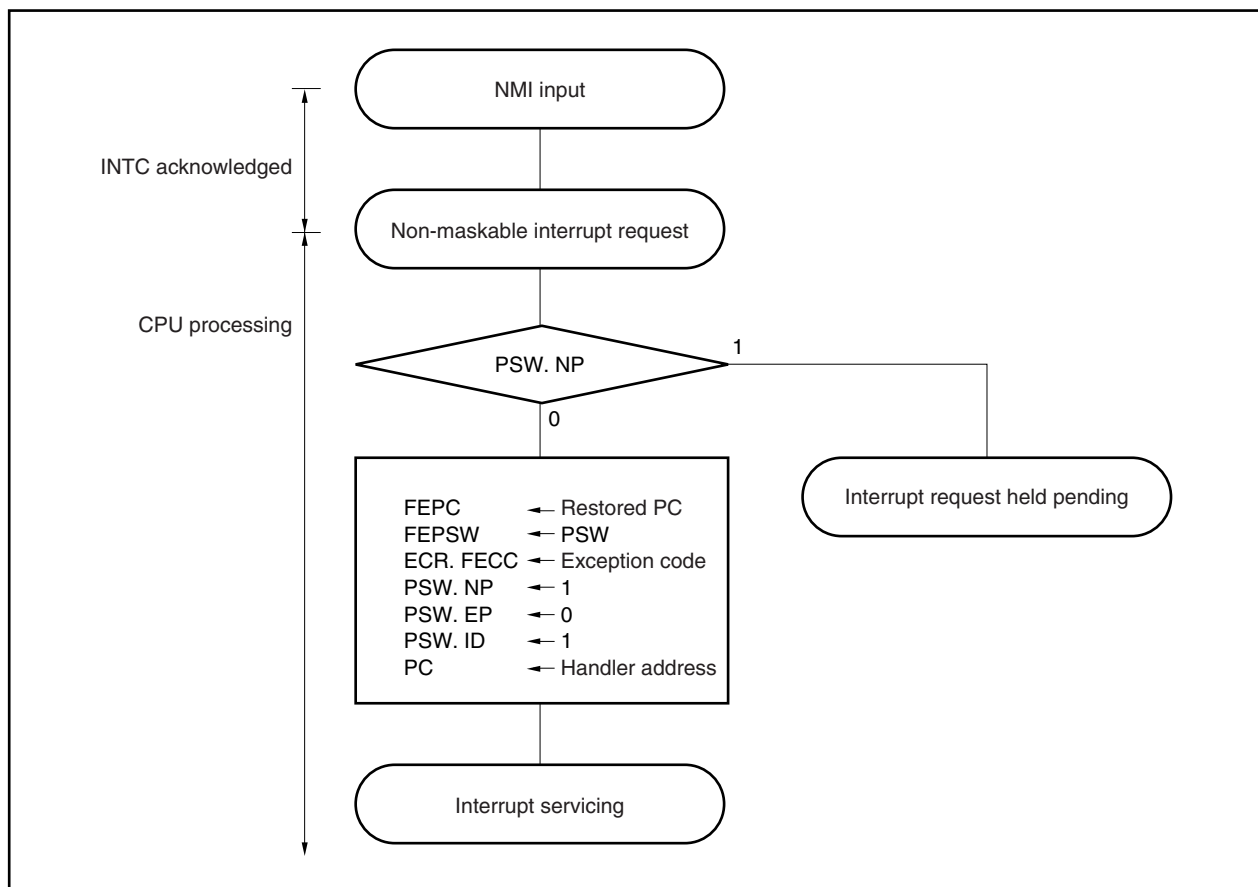 NMI input
INTC acknowledged
Non-maskable interrupt request
CPU processing
PSW. NP
1
0
Interrupt request held pending
FEPC ← Restored PC
FEPSW ← PSW
ECR. FECC ← Exception code
PSW. NP ← 1
PSW. EP ← 0
PSW. ID ← 1
PC ← Handler address
Interrupt servicing